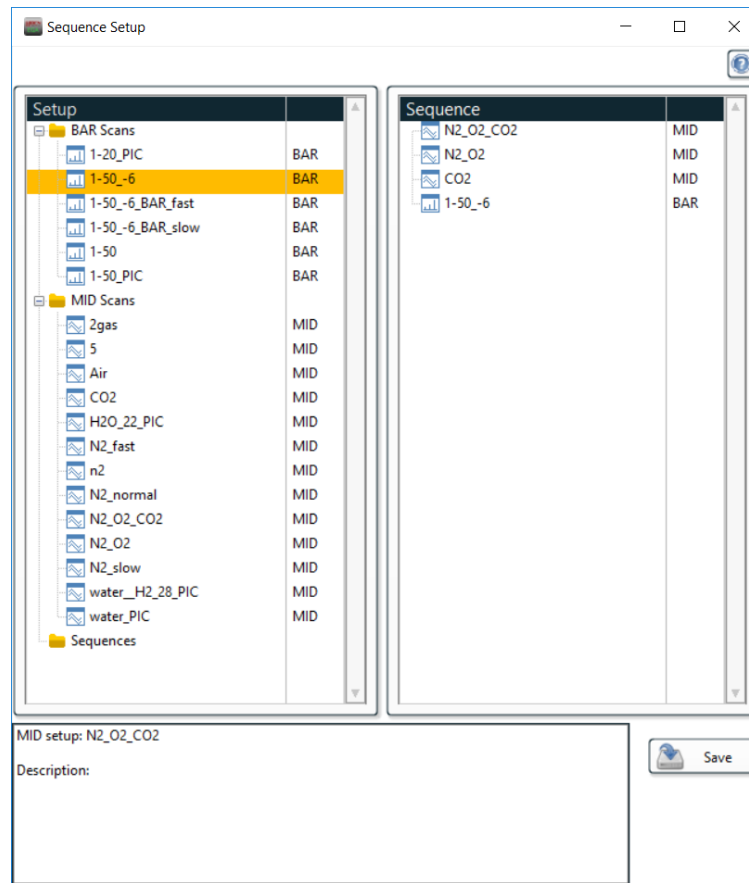 Sequence Setup
Setup
BAR Scans
1-20_PIC BAR
1-50_-6 BAR
1-50_-6_BAR_fast BAR
1-50_-6_BAR_slow BAR
1-50 BAR
1-50_PIC BAR
MID Scans
2gas MID
5 MID
Air MID
CO2 MID
H2O_22_PIC MID
N2_fast MID
n2 MID
N2_normal MID
N2_O2_CO2 MID
N2_O2 MID
N2_slow MID
water__H2_28_PIC MID
water_PIC MID
Sequences
Sequence
N2_O2_CO2 MID
N2_O2 MID
CO2 MID
1-50_-6 BAR
MID setup: N2_O2_CO2
Description:
Save